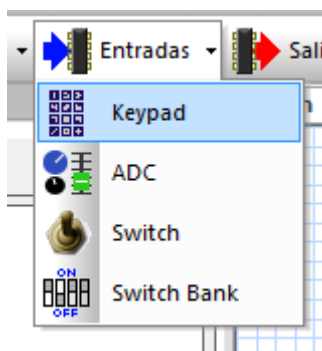 Entradas
Sali
Keypad
ADC
Switch
ON
OFF
Switch Bank